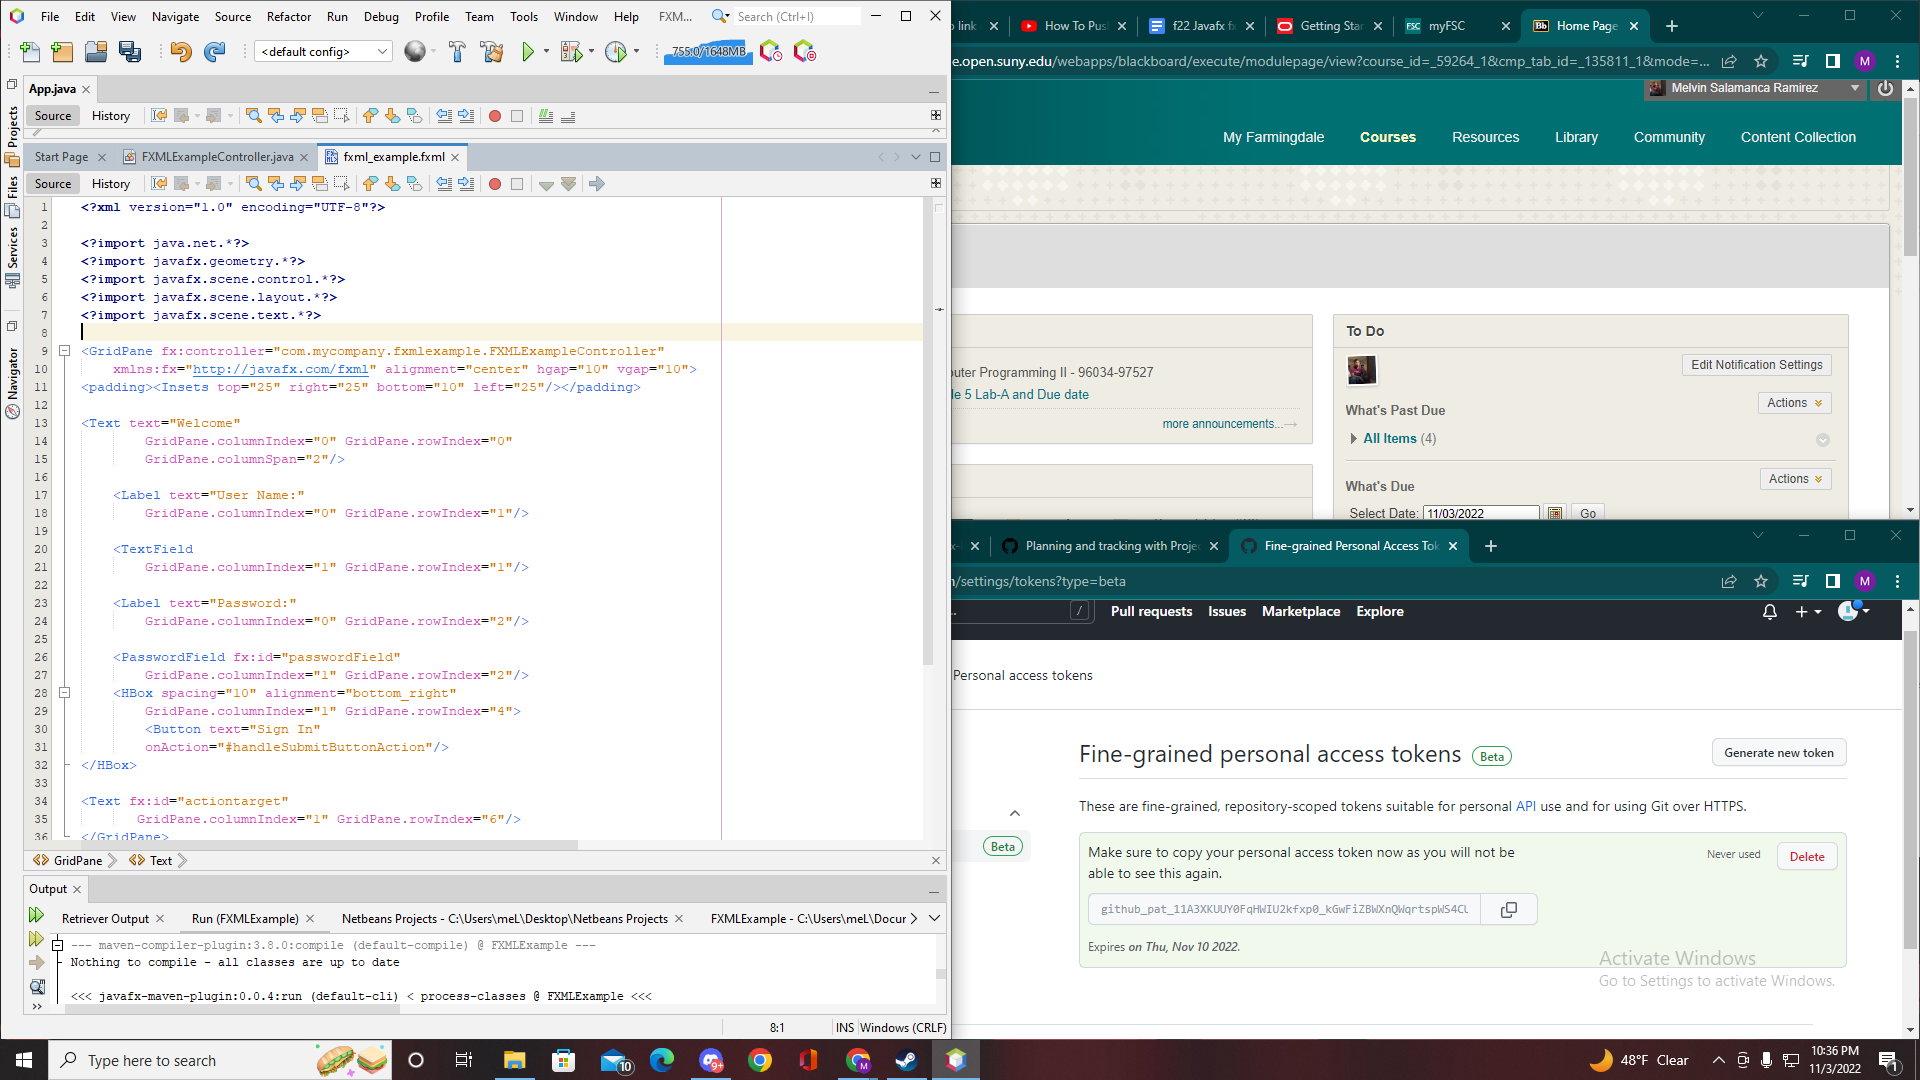 File Edit View Navigate Source Refactor Run Debug Profile Team Tools Window Help FXM... Search (Ctrl+I)
<default config> 755.0/1648MB
App.java
Source History
Start Page FXMLExampleController.java fxml_example.fxml
Source History
Projects
Files
Services
Navigator
1 <?xml version="1.0" encoding="UTF-8"?>
2
3 <?import java.net.*?>
4 <?import javafx.geometry.*?>
5 <?import javafx.scene.control.*?>
6 <?import javafx.scene.layout.*?>
7 <?import javafx.scene.text.*?>
8
9 <GridPane fx:controller="com.mycompany.fxmlexample.FXMLExampleController"
10 xmlns:fx="http://javafx.com/fxml" alignment="center" hgap="10" vgap="10">
11 <padding><Insets top="25" right="25" bottom="10" left="25"/></padding>
12
13 <Text text="Welcome"
14 GridPane.columnIndex="0" GridPane.rowIndex="0"
15 GridPane.columnSpan="2"/>
16
17 <Label text="User Name:"
18 GridPane.columnIndex="0" GridPane.rowIndex="1"/>
19
20 <TextField
21 GridPane.columnIndex="1" GridPane.rowIndex="1"/>
22
23 <Label text="Password:"
24 GridPane.columnIndex="0" GridPane.rowIndex="2"/>
25
26 <PasswordField fx:id="passwordField"
27 GridPane.columnIndex="1" GridPane.rowIndex="2"/>
28 <HBox spacing="10" alignment="bottom_right"
29 GridPane.columnIndex="1" GridPane.rowIndex="4">
30 <Button text="Sign In"
31 onAction="#handleSubmitButtonAction"/>
32 </HBox>
33
34 <Text fx:id="actiontarget"
35 GridPane.columnIndex="1" GridPane.rowIndex="6"/>
36 </GridPane>
GridPane Text
Output
Retriever Output Run (FXMLExample) Netbeans Projects - C:\Users\meL\Desktop\Netbeans Projects FXMLExample - C:\Users\meL\Docur
--- maven-compiler-plugin:3.8.0:compile (default-compile) @ FXMLExample ---
Nothing to compile - all classes are up to date
<<< javafx-maven-plugin:0.0.4:run (default-cli) < process-classes @ FXMLExample <<<
8:1 INS Windows (CRLF)
link How To Pus f22 Javafx fx Getting Star FSC myFSC Bb Home Page
e.open.suny.edu/webapps/blackboard/execute/modulepage/view?course_id=_59264_1&cmp_tab_id=_135811_1&mode=... M
Melvin Salamanca Ramirez
My Farmingdale Courses Resources Library Community Content Collection
puter Programming II - 96034-97527
le 5 Lab-A and Due date
more announcements...
To Do
Edit Notification Settings
Actions
What's Past Due
All Items (4)
Actions
What's Due
Select Date: 11/03/2022 Go
Planning and tracking with Proje Fine-grained Personal Access Tok
/settings/tokens?type=beta M
/ Pull requests Issues Marketplace Explore
Personal access tokens
Fine-grained personal access tokens Beta Generate new token
These are fine-grained, repository-scoped tokens suitable for personal API use and for using Git over HTTPS.
Beta
Make sure to copy your personal access token now as you will not be able to see this again. Never used Delete
github_pat_11A3XKUUY0FqHWIU2kfxp0_kGwFiZBWXnQWqrtspWS4Cl
Expires on Thu, Nov 10 2022.
Activate Windows
Go to Settings to activate Windows.
Type here to search 10 9+ M 48°F Clear 10:36 PM
11/3/2022 1